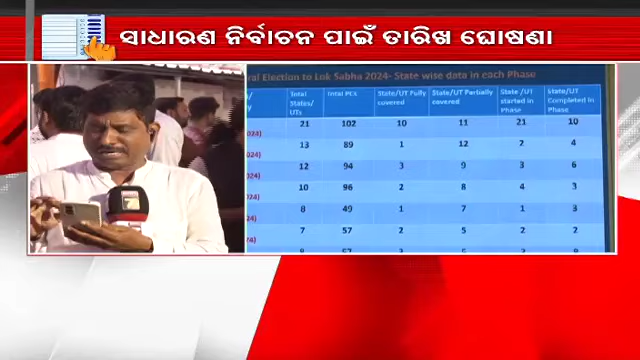 ସାଧାରଣ ନିର୍ବାଚନ ପାଇଁ ତାରିଖ ଘୋଷଣା
Election to Lok Sabha 2024- State wise data in each Phase
Total States/ UTs Total PCs State/UT Fully covered State/UT Partially covered State /UT started in Phase State/UT Completed in Phase
21 102 10 11 21 10
13 89 1 12 2 4
12 94 3 9 3 6
10 96 2 8 4 3
8 49 1 7 1 3
7 57 2 5 2 2